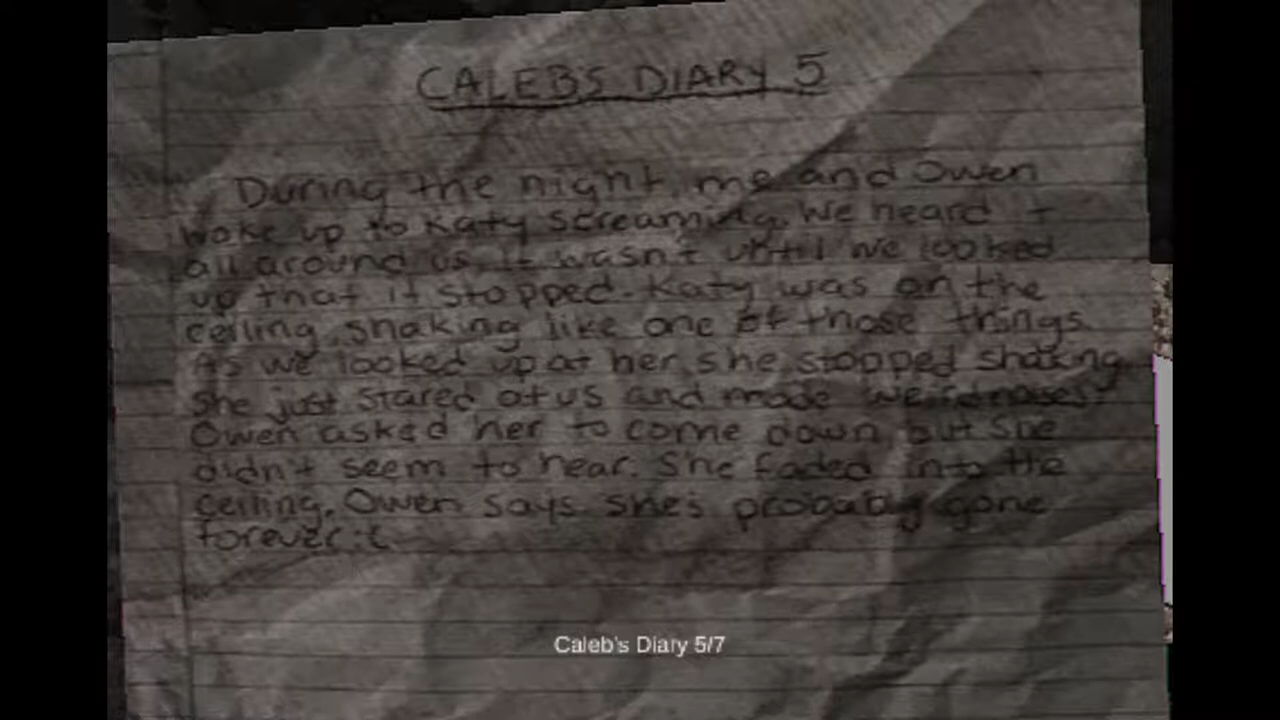 CALEBS DIARY 5
During the night, me and Owen
woke up to Katy screaming. We heard it
all around us. It wasn't until we looked
up that it stopped. Katy was on the
ceiling, shaking like one of those things.
As we looked up at her, she stopped shaking.
She just stared at us and made weird noises.
Owen asked her to come down, but she
didn't seem to hear. She faded into the
ceiling. Owen says she's probably gone
forever :(
Caleb's Diary 5/7